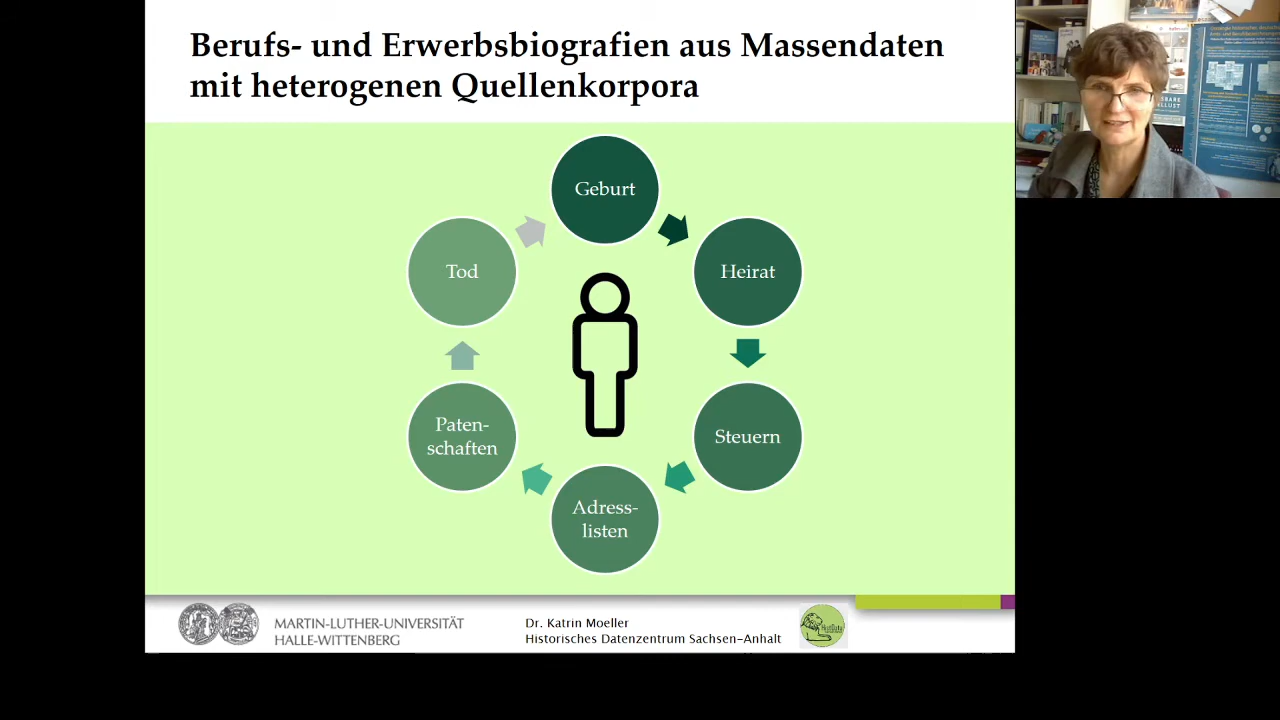 Berufs- und Erwerbsbiografien aus Massendaten
mit heterogenen Quellenkorpora
Geburt
Heirat
Steuern
Adress-
listen
Paten-
schaften
Tod
MARTIN-LUTHER-UNIVERSITÄT
HALLE-WITTENBERG
Dr. Katrin Moeller
Historisches Datenzentrum Sachsen-Anhalt